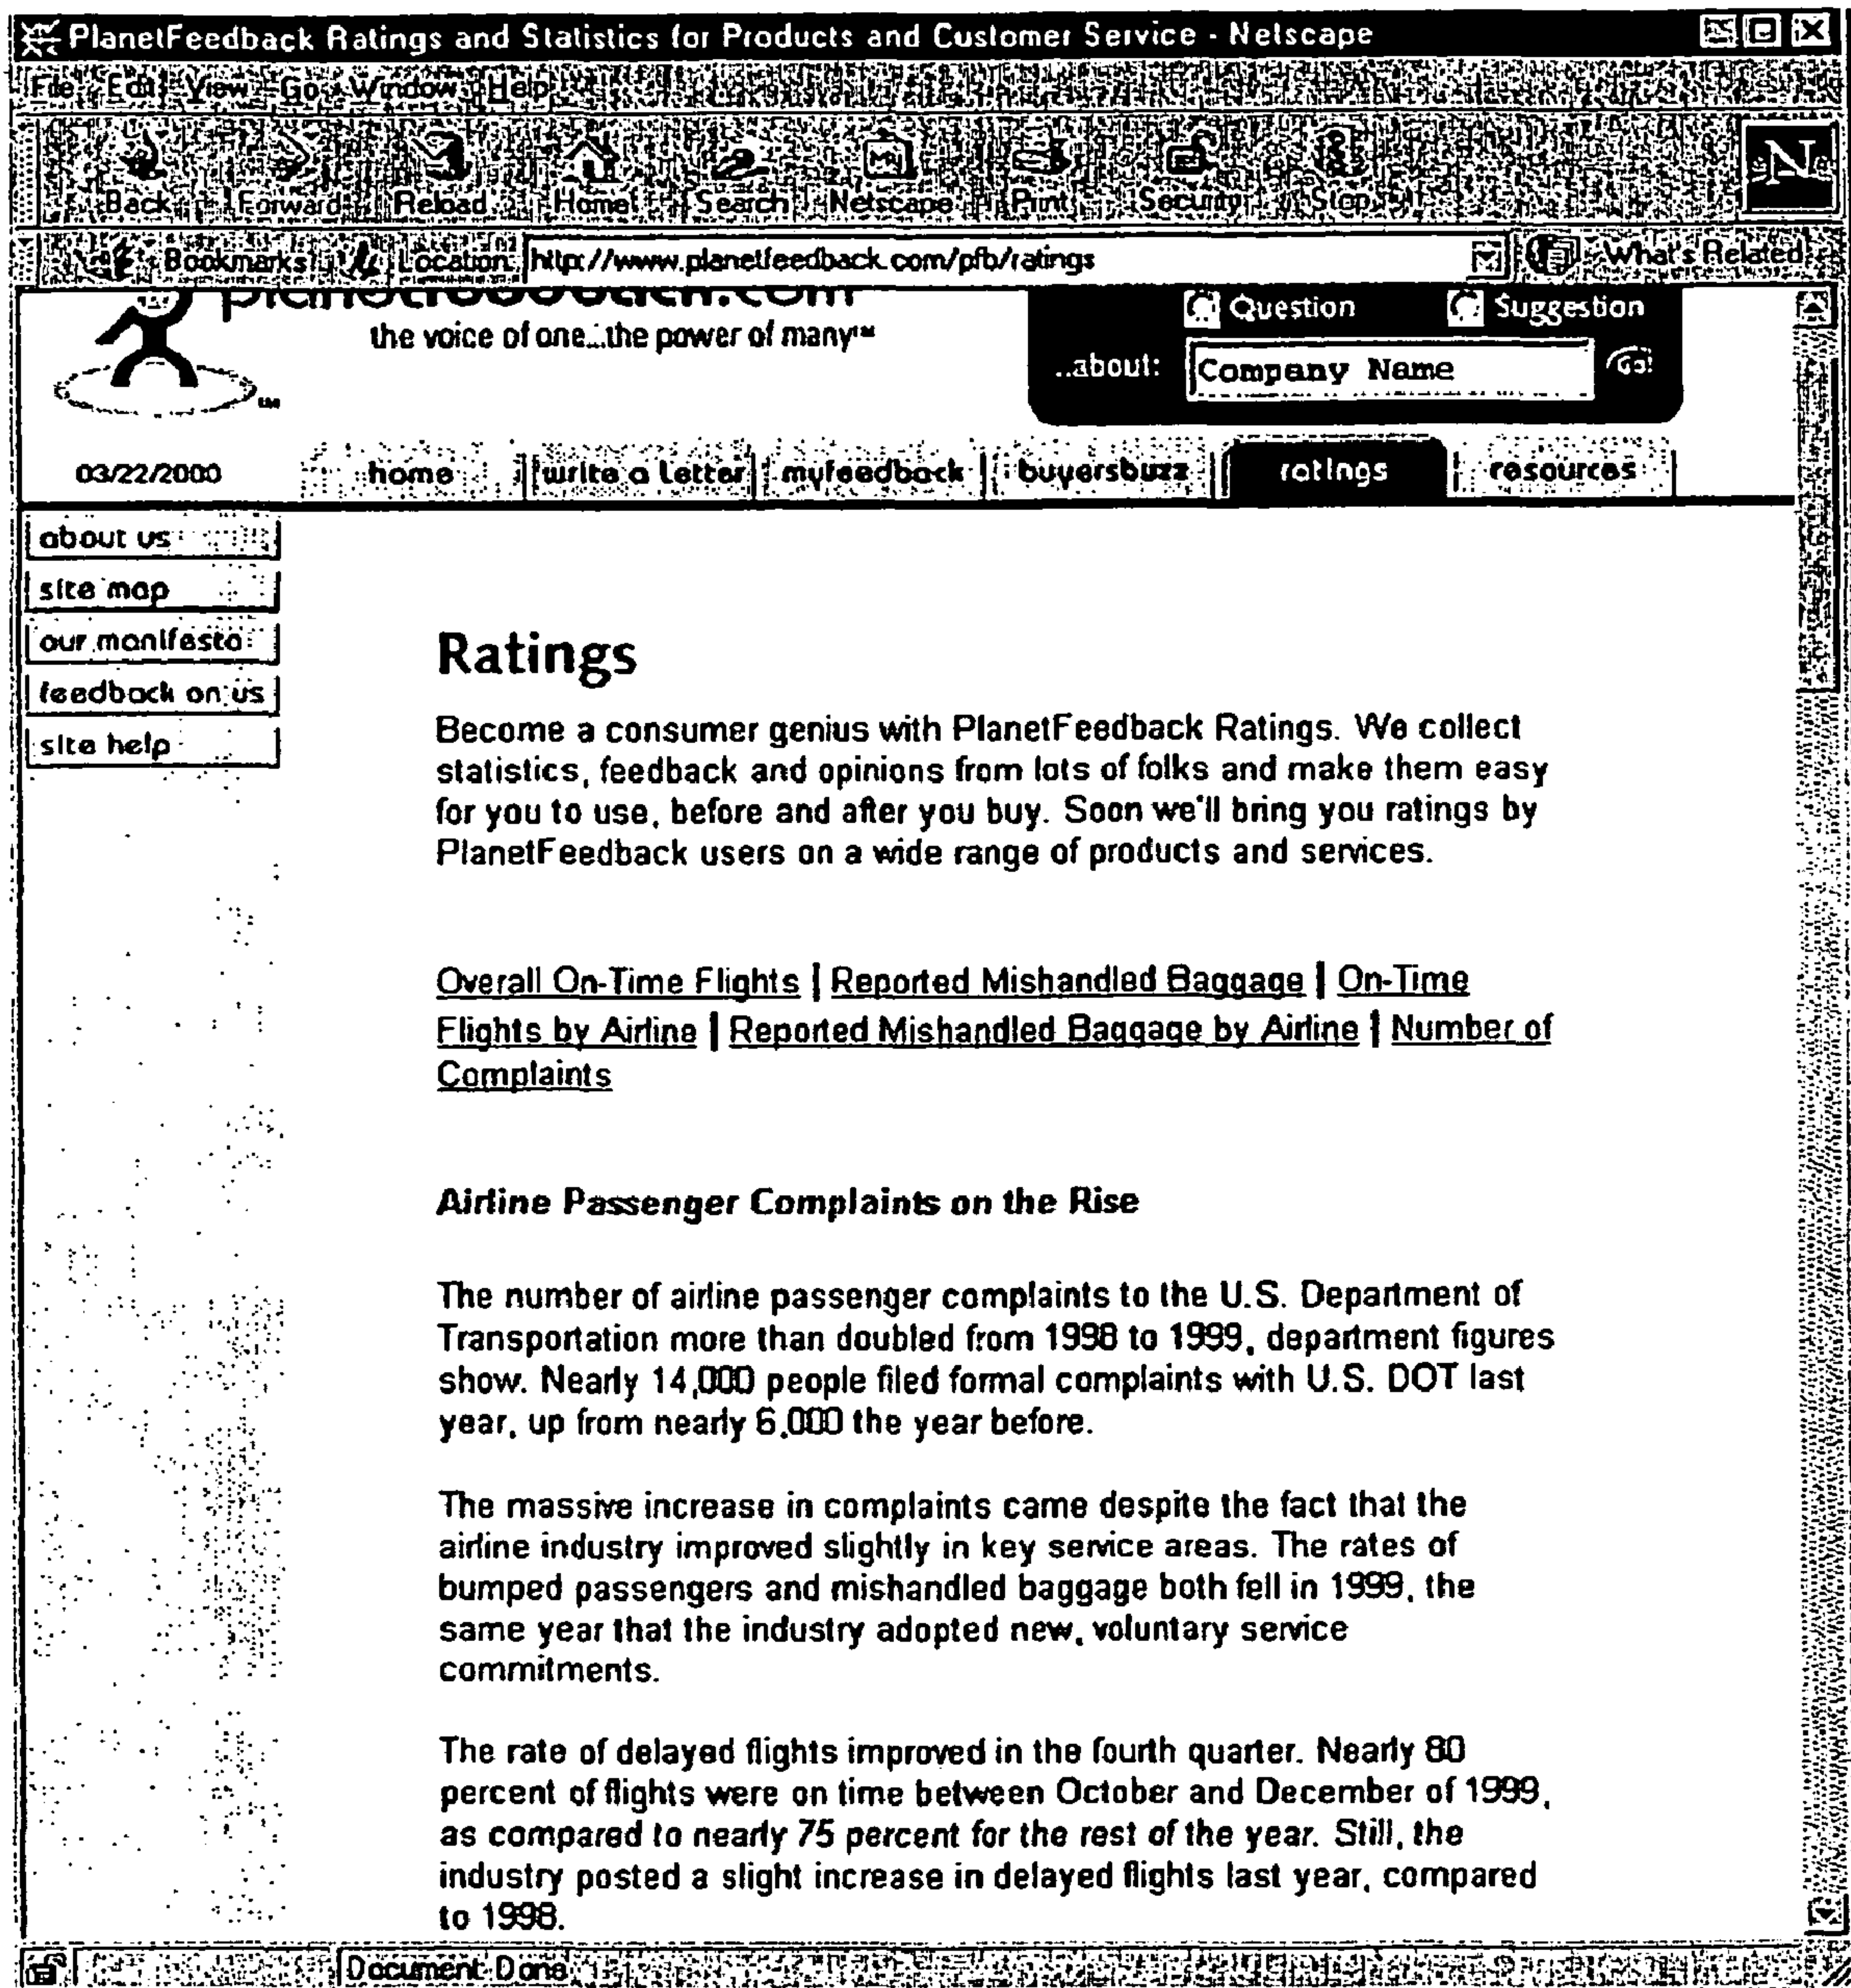 PlanetFeedback Ratings and Statistics for Products and Customer Service - Netscape
File Edit View Go Window Help
Back Forward Reload Home Search Netscape Print Security Stop
Bookmarks Location: http://www.planetfeedback.com/pfb/ratings What's Related
planetfeedback.com
the voice of one...the power of many™
Question Suggestion
..about: Company Name Go!
TM
03/22/2000 home write a letter myfeedback buyersbuzz ratings resources
about us
site map
our manifesto
feedback on us
site help
Ratings
Become a consumer genius with PlanetFeedback Ratings. We collect
statistics, feedback and opinions from lots of folks and make them easy
for you to use, before and after you buy. Soon we'll bring you ratings by
PlanetFeedback users on a wide range of products and services.
Overall On-Time Flights | Reported Mishandled Baggage | On-Time
Flights by Airline | Reported Mishandled Baggage by Airline | Number of
Complaints
Airline Passenger Complaints on the Rise
The number of airline passenger complaints to the U.S. Department of
Transportation more than doubled from 1998 to 1999, department figures
show. Nearly 14,000 people filed formal complaints with U.S. DOT last
year, up from nearly 6,000 the year before.
The massive increase in complaints came despite the fact that the
airline industry improved slightly in key service areas. The rates of
bumped passengers and mishandled baggage both fell in 1999, the
same year that the industry adopted new, voluntary service
commitments.
The rate of delayed flights improved in the fourth quarter. Nearly 80
percent of flights were on time between October and December of 1999,
as compared to nearly 75 percent for the rest of the year. Still, the
industry posted a slight increase in delayed flights last year, compared
to 1998.
Document: Done